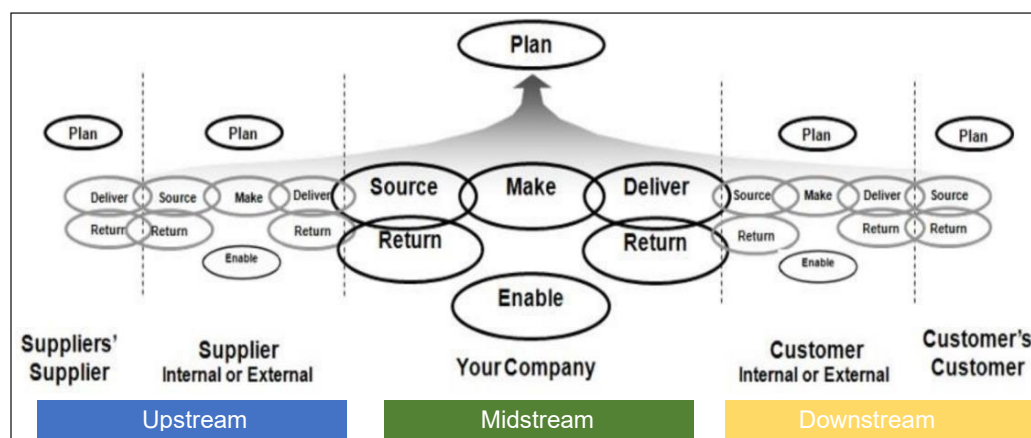 Plan
Plan
Plan
Plan
Plan
Deliver
Source
Make
Deliver
Source
Make
Deliver
Source
Make
Deliver
Source
Return
Return
Return
Return
Return
Return
Return
Return
Enable
Enable
Enable
Suppliers'
Supplier
Supplier
Internal or External
Your Company
Customer
Internal or External
Customer's
Customer
Upstream
Midstream
Downstream